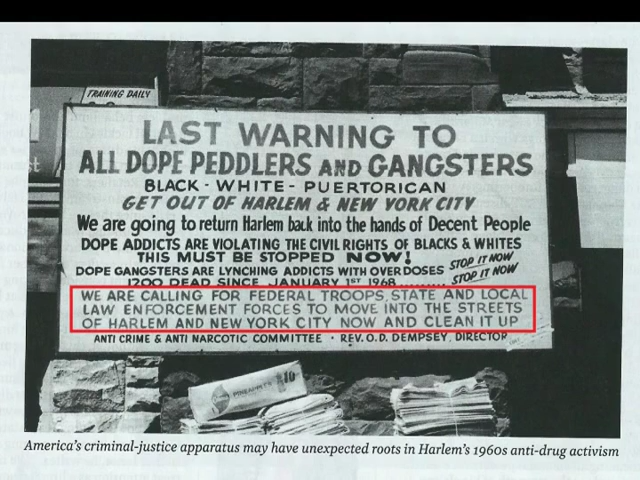 TRAINING DAILY
LAST WARNING TO
ALL DOPE PEDDLERS AND GANGSTERS
BLACK - WHITE - PUERTORICAN
GET OUT OF HARLEM & NEW YORK CITY
We are going to return Harlem back into the hands of Decent People
DOPE ADDICTS ARE VIOLATING THE CIVIL RIGHTS OF BLACKS & WHITES
THIS MUST BE STOPPED NOW!
DOPE GANGSTERS ARE LYNCHING ADDICTS WITH OVERDOSES STOP IT NOW
1200 DEAD SINCE JANUARY 1ST 1968........ STOP IT NOW
WE ARE CALLING FOR FEDERAL TROOPS, STATE AND LOCAL
LAW ENFORCEMENT FORCES TO MOVE INTO THE STREETS
OF HARLEM AND NEW YORK CITY NOW AND CLEAN IT UP
ANTI CRIME & ANTI NARCOTIC COMMITTEE • REV. O.D. DEMPSEY, DIRECTOR
10¢
America's criminal-justice apparatus may have unexpected roots in Harlem's 1960s anti-drug activism